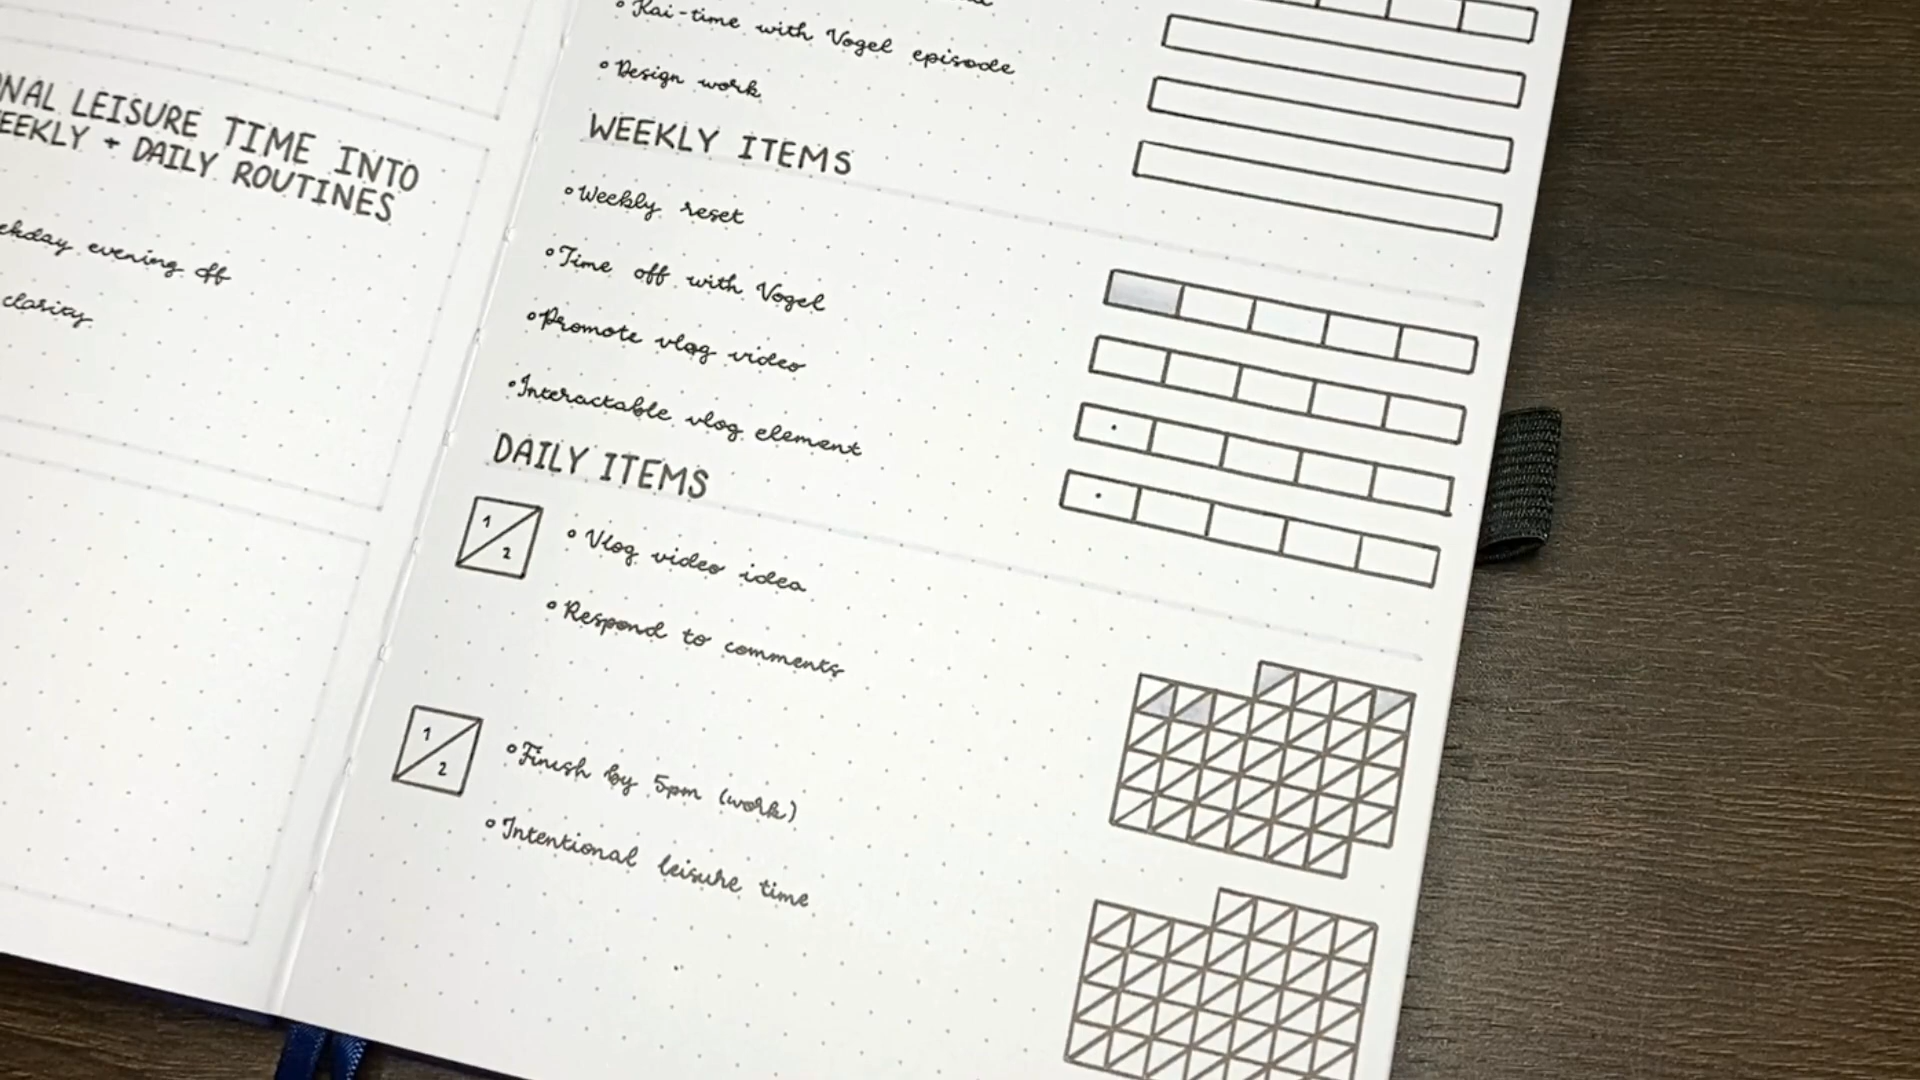 NAL LEISURE TIME INTO
EEKLY + DAILY ROUTINES
ekday evening off
clarity
Kai-time with Vogel episode
Design work
WEEKLY ITEMS
Weekly reset
Time off with Vogel
Promote vlog video
Interactable vlog element
DAILY ITEMS
1
2
Vlog video idea
Respond to comments
1
2
Finish by 5pm (work)
Intentional leisure time